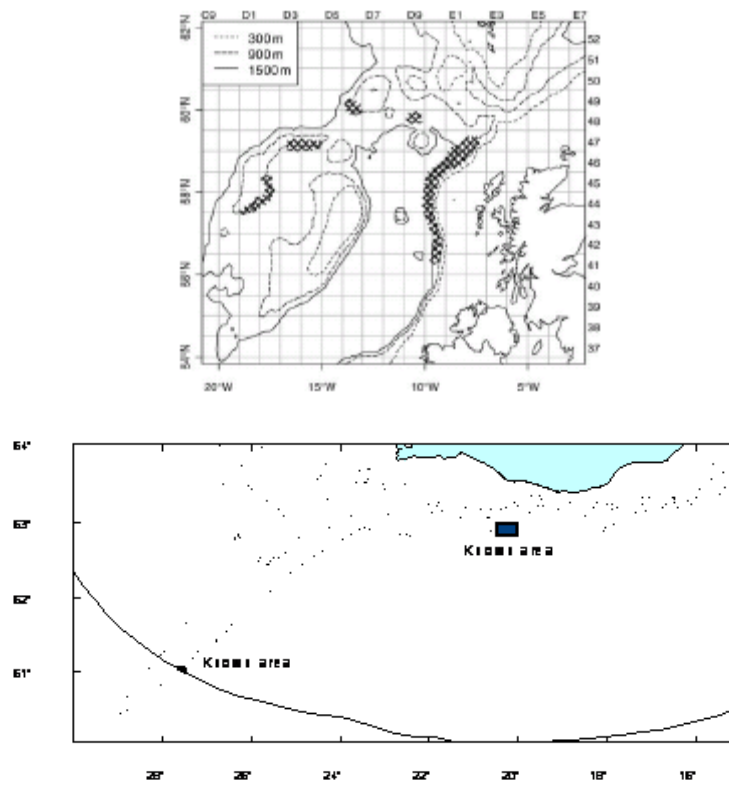 C9 D1 D3 D5 D7 D9 E1 E3 E5 E7
300m
900m
1500m
62°N
60°N
58°N
56°N
54°N
52
51
50
49
48
47
46
45
44
43
42
41
40
39
38
37
20°W 15°W 10°W 5°W
64°
63°
62°
61°
Known area
Known area
28° 26° 24° 22° 20° 18° 16°